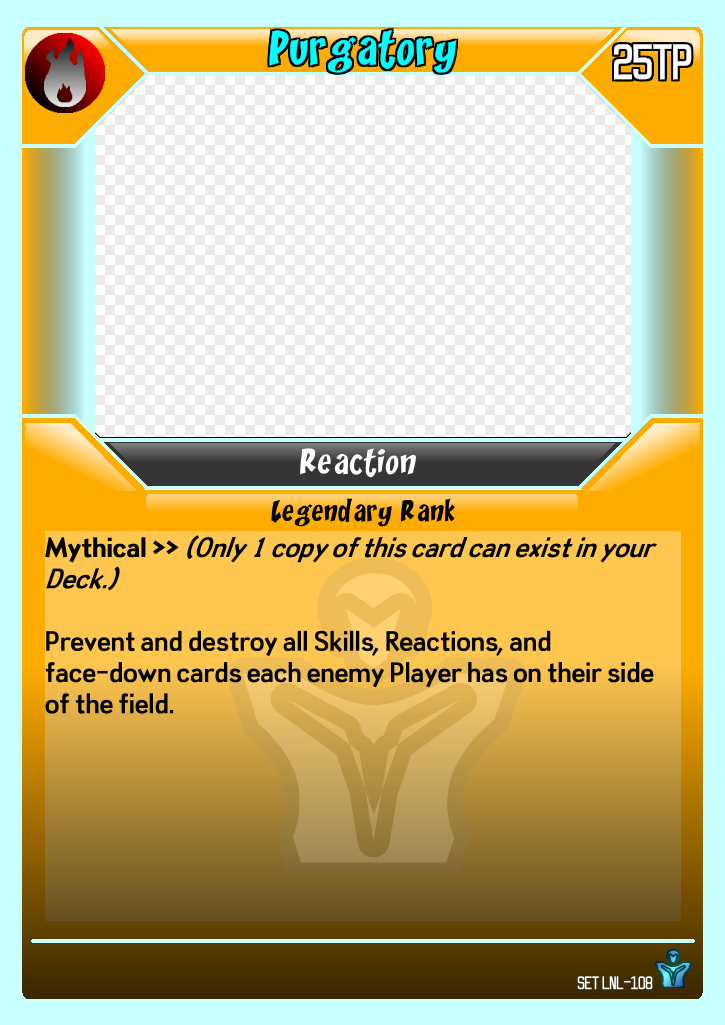 Purgatory
25TP
Reaction
Legendary Rank
Mythical >> (Only 1 copy of this card can exist in your
Deck.)
Prevent and destroy all Skills, Reactions, and
face-down cards each enemy Player has on their side
of the field.
SET LNL-108